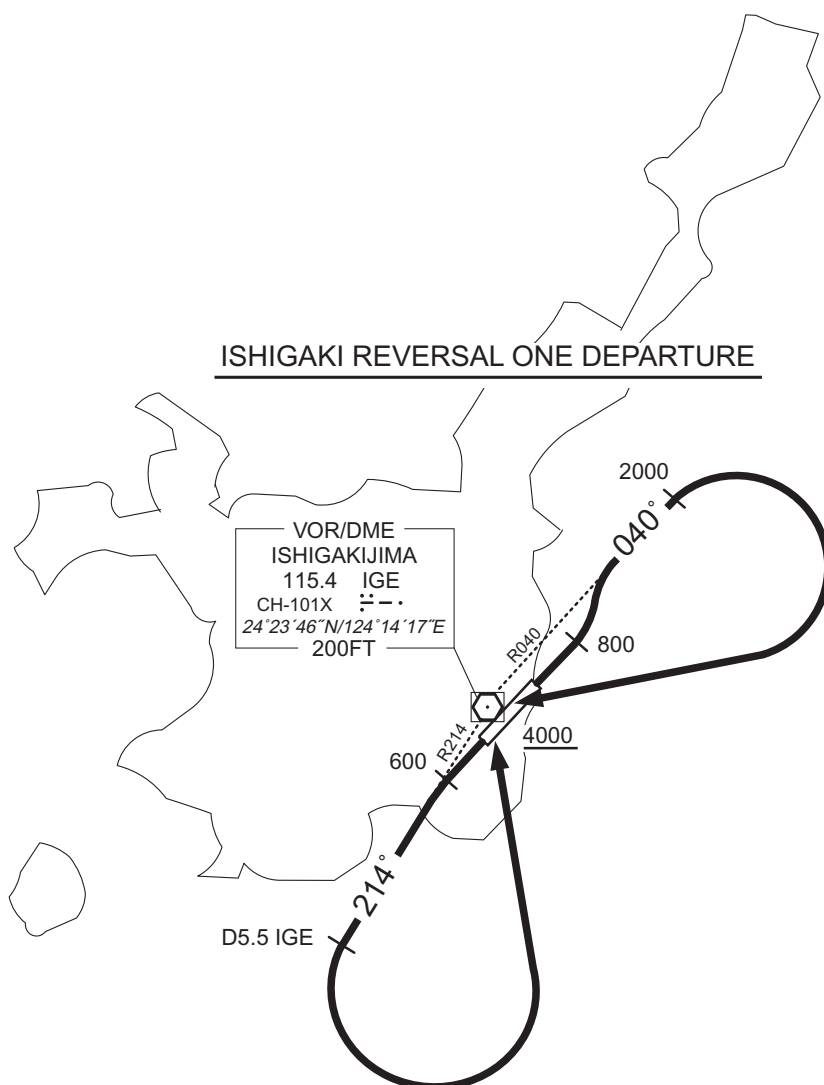 ISHIGAKI REVERSAL ONE DEPARTURE
2000
040°
VOR/DME
ISHIGAKIJIMA
115.4 IGE
CH-101X
24°23´46˝N/124°14´17˝E
200FT
R040
800
R214
4000
600
214°
D5.5 IGE